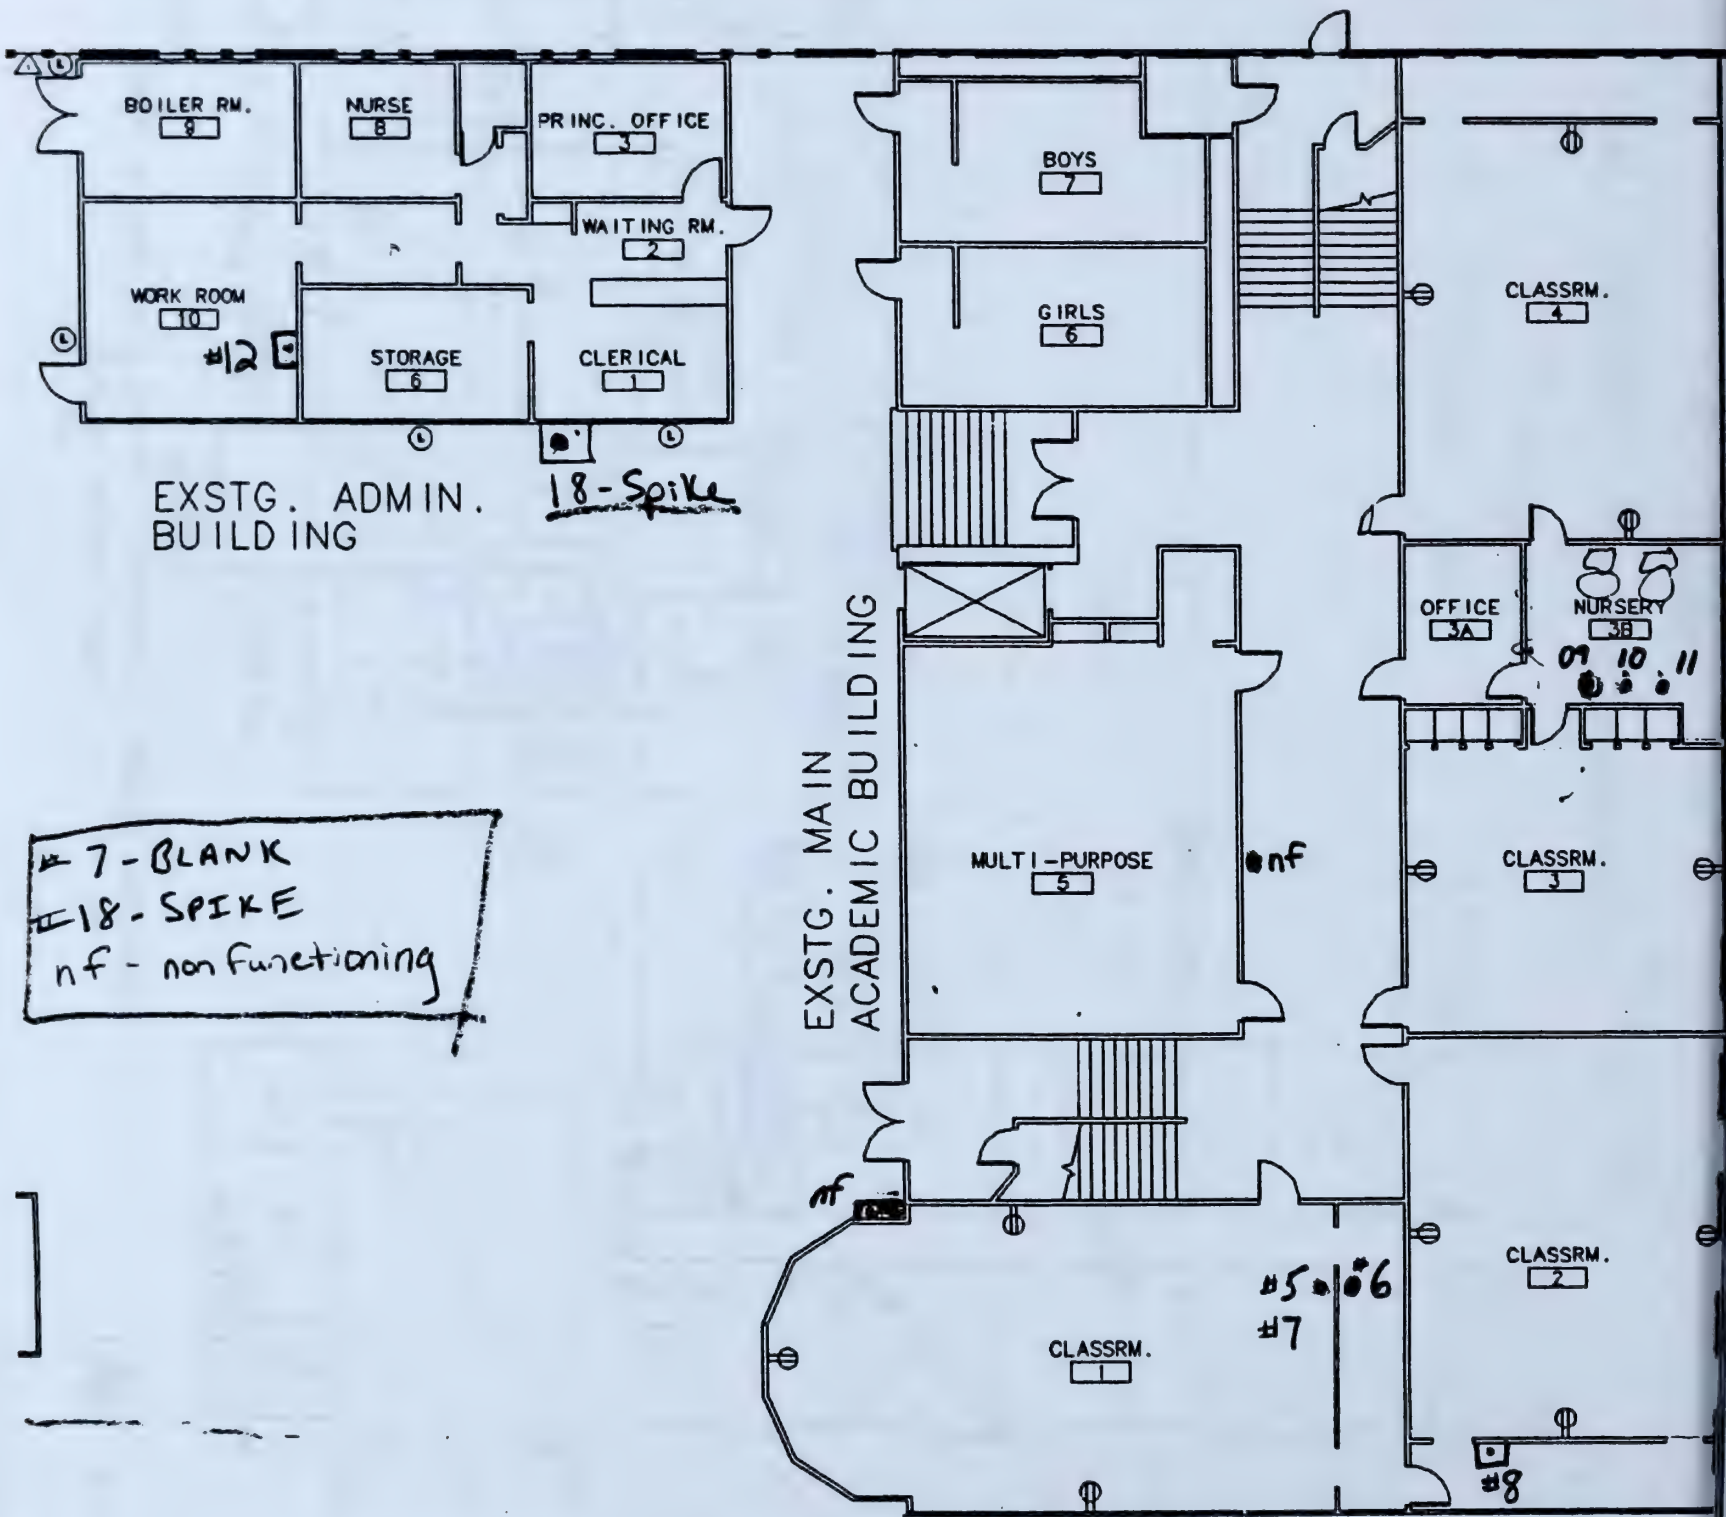 BOILER RM.
9
NURSE
8
PRINC. OFFICE
3
WAITING RM.
2
WORK ROOM
10
#12
STORAGE
6
CLERICAL
1
L
L
L
L
18-Spike
EXSTG. ADMIN.
BUILDING
#7-BLANK
#18-SPIKE
nf - nonfunctioning
EXSTG. MAIN
ACADEMIC BUILDING
BOYS
7
GIRLS
6
CLASSRM.
4
OFFICE
3A
NURSERY
3B
09 10 11
MULTI-PURPOSE
5
nf
CLASSRM.
3
nf
#5 #6
#7
CLASSRM.
1
CLASSRM.
2
#8